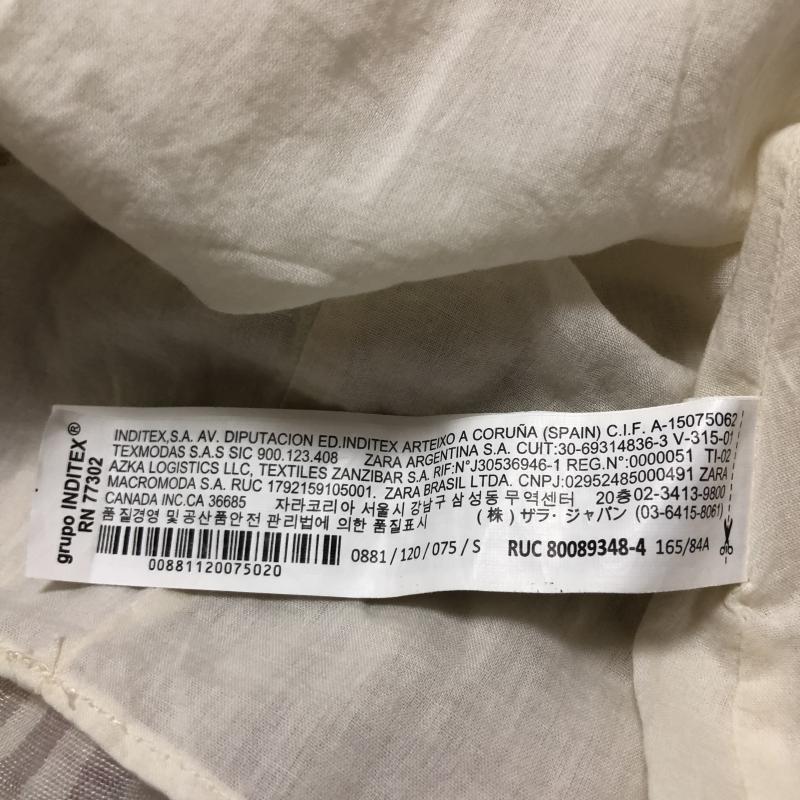 grupo INDITEX®
RN 77302
INDITEX,S.A. AV. DIPUTACION ED.INDITEX ARTEIXO A CORUÑA (SPAIN) C.I.F. A-15075062
TEXMODAS S.A.S SIC 900.123.408 ZARA ARGENTINA S.A. CUIT:30-69314836-3 V-315-01
AZKA LOGISTICS LLC, TEXTILES ZANZIBAR S.A. RIF:N°J30536946-1 REG.N°:0000051 TI-02
MACROMODA S.A. RUC 1792159105001. ZARA BRASIL LTDA. CNPJ:02952485000491 ZARA
CANADA INC.CA 36685 자라코리아 서울시 강남구 삼성동 무역센터 20층02-3413-9800
품질경영 및 공산품안전 관리법에 의한 품질표시 (株) ザラ・ジャパン (03-6415-8061)
0881/120/075/S RUC 80089348-4 165/84A
00881120075020